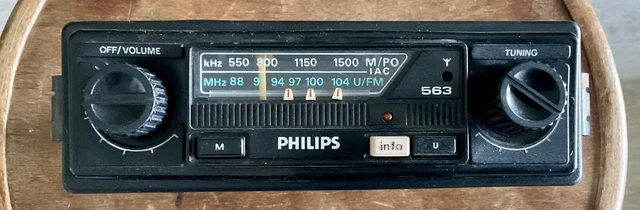 OFF/VOLUME
kHz 550 800 1150 1500 M/PO
IAC
MHz 88 94 97 100 104 U/FM
TUNING
563
M PHILIPS info U